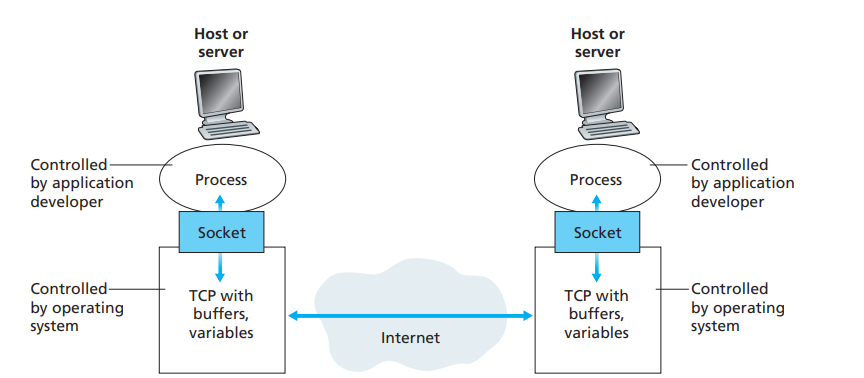 Host or
server
Host or
server
Controlled
by application
developer
Process
Process
Controlled
by application
developer
Socket
Socket
Controlled
by operating
system
TCP with
buffers,
variables
Internet
TCP with
buffers,
variables
Controlled
by operating
system